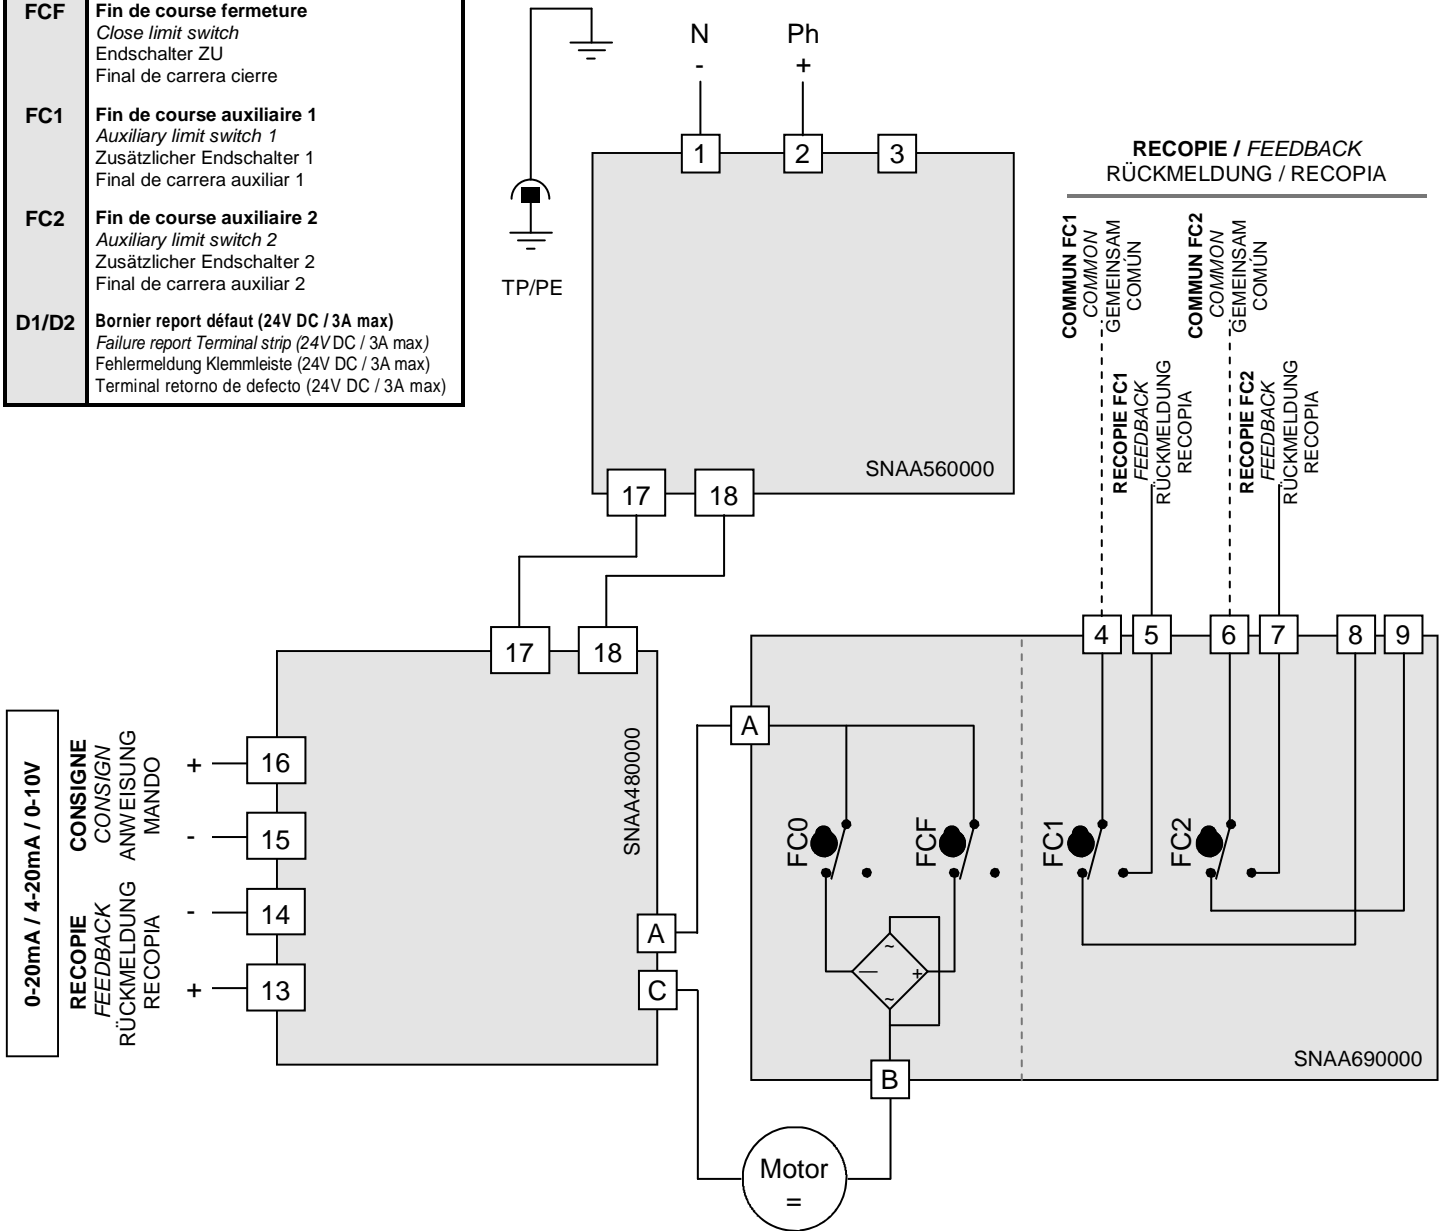 FCF
Fin de course fermeture
Close limit switch
Endschalter ZU
Final de carrera cierre
FC1
Fin de course auxiliaire 1
Auxiliary limit switch 1
Zusätzlicher Endschalter 1
Final de carrera auxiliar 1
FC2
Fin de course auxiliaire 2
Auxiliary limit switch 2
Zusätzlicher Endschalter 2
Final de carrera auxiliar 2
D1/D2
Bornier report défaut (24V DC / 3A max)
Failure report Terminal strip (24V DC / 3A max)
Fehlermeldung Klemmleiste (24V DC / 3A max)
Terminal retorno de defecto (24V DC / 3A max)
TP/PE
N
-
Ph
+
1
2
3
SNAA560000
17
18
RECOPIE / FEEDBACK
RÜCKMELDUNG / RECOPIA
COMMUN FC1
COMMON
GEMEINSAM
COMÚN
RECOPIE FC1
FEEDBACK
RÜCKMELDUNG
RECOPIA
COMMUN FC2
COMMON
GEMEINSAM
COMÚN
RECOPIE FC2
FEEDBACK
RÜCKMELDUNG
RECOPIA
17
18
SNAA480000
0-20mA / 4-20mA / 0-10V
CONSIGNE
CONSIGN
ANWEISUNG
MANDO
RECOPIE
FEEDBACK
RÜCKMELDUNG
RECOPIA
+
16
-
15
-
14
+
13
A
C
4
5
6
7
8
9
A
FC0
FCF
FC1
FC2
~
—
+
~
B
SNAA690000
Motor
=